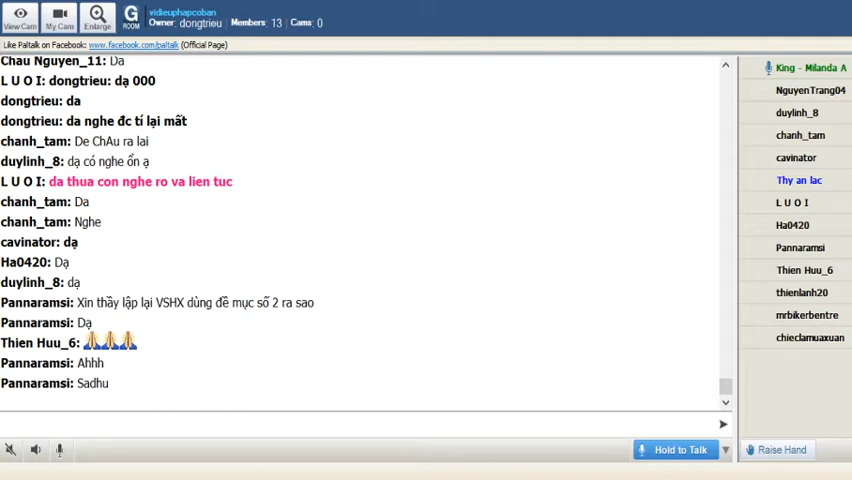 vidieuphapcoban
Owner: dongtrieu Members: 13 Cams: 0
View Cam
My Cam
Enlarge
G
ROOM
Like Paltalk on Facebook: www.facebook.com/paltalk (Official Page)
Chau Nguyen_11: Da
L U O I: dongtrieu: dạ 000
dongtrieu: da
dongtrieu: da nghe đc tí lại mất
chanh_tam: De ChAu ra lai
duylinh_8: dạ có nghe ổn ạ
L U O I: da thua con nghe ro va lien tuc
chanh_tam: Da
chanh_tam: Nghe
cavinator: dạ
Ha0420: Dạ
duylinh_8: dạ
Pannaramsi: Xin thầy lập lại VSHX dùng đề mục số 2 ra sao
Pannaramsi: Dạ
Thien Huu_6:
Pannaramsi: Ahhh
Pannaramsi: Sadhu
Hold to Talk
King - Milanda A
NguyenTrang04
duylinh_8
chanh_tam
cavinator
Thy an lac
L U O I
Ha0420
Pannaramsi
Thien Huu_6
thienlanh20
mrbikerbentre
chieclamuaxuan
Raise Hand